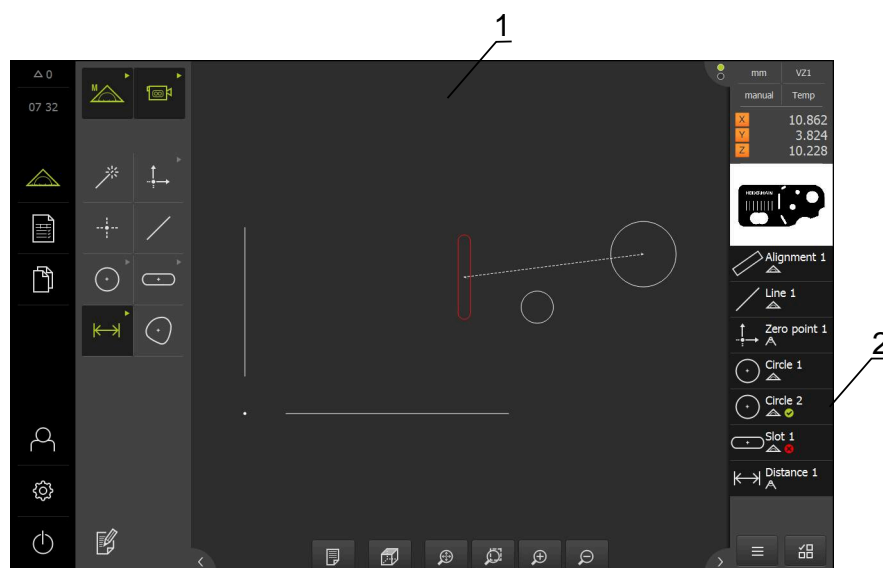 1
△ 0
07 32
M
mm VZ1
manual Temp
X 10.862
Y 3.824
Z 10.228
HEIDENHAIN
Alignment 1
Line 1
Zero point 1
Circle 1
Circle 2
2
Slot 1
Distance 1